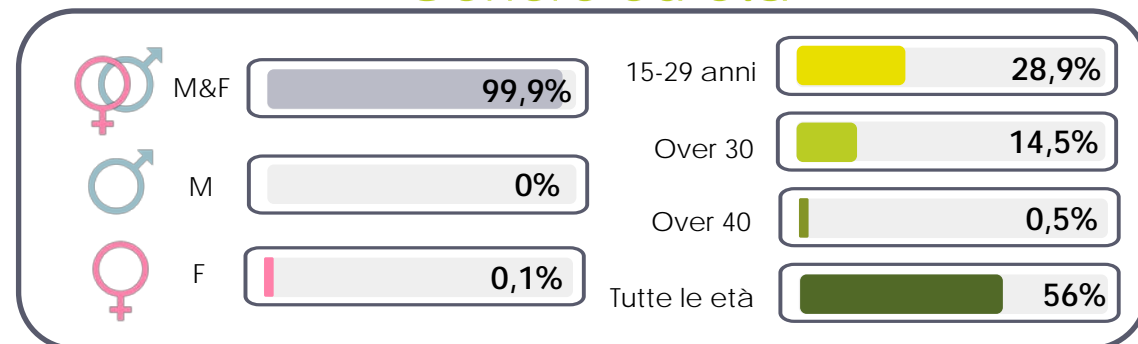 M&F 99,9%
M 0%
F 0,1%
15-29 anni 28,9%
Over 30 14,5%
Over 40 0,5%
Tutte le età 56%